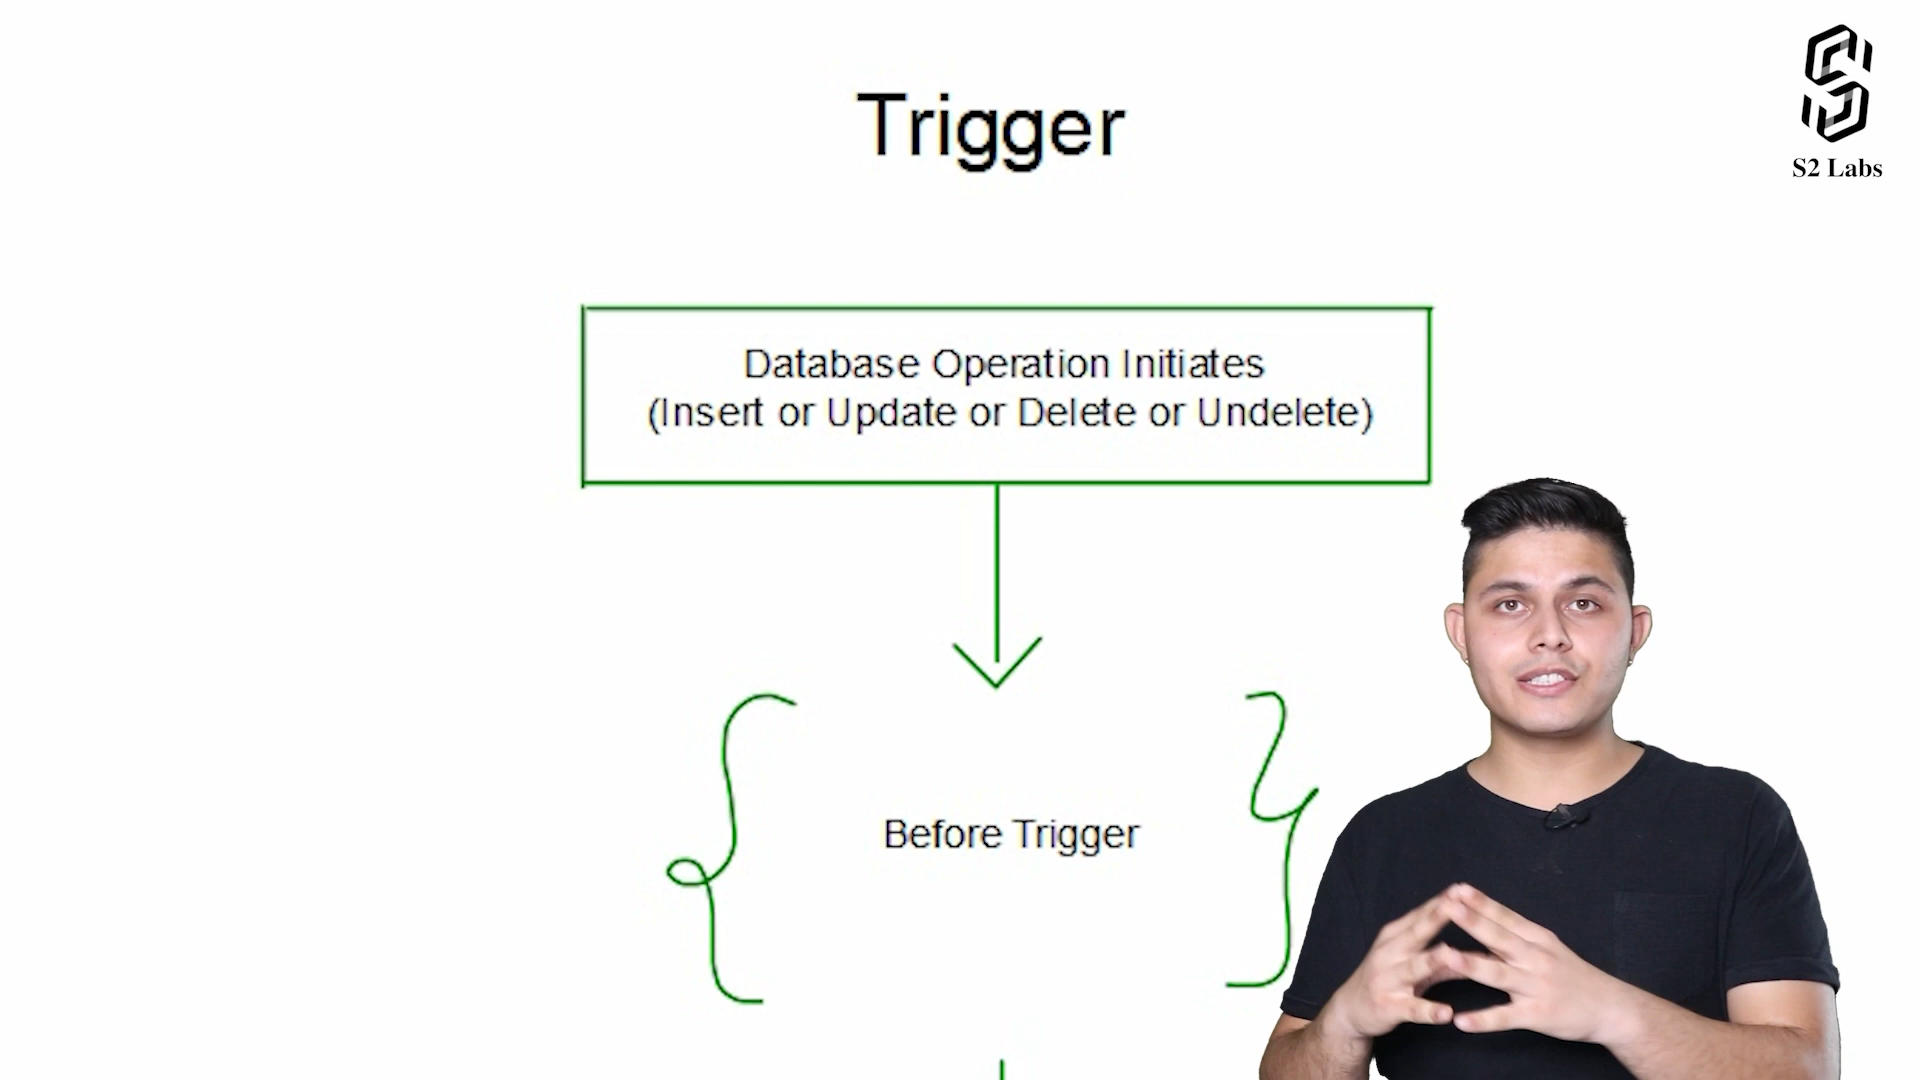 Trigger
S2 Labs
Database Operation Initiates
(Insert or Update or Delete or Undelete)
Before Trigger